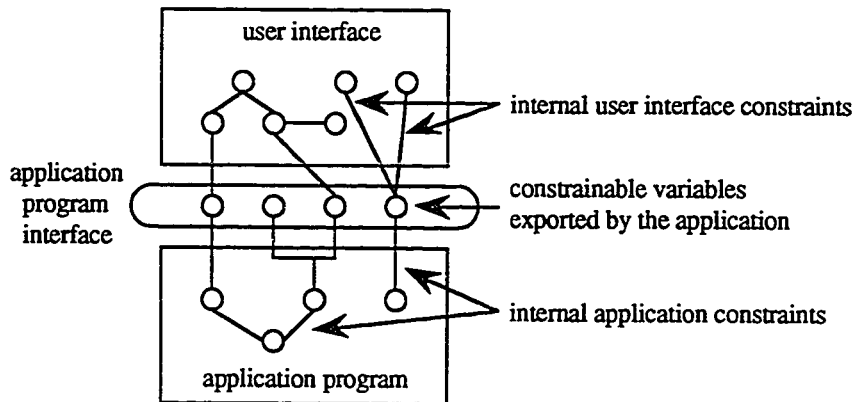 user interface
internal user interface constraints
application
program
interface
constrainable variables
exported by the application
internal application constraints
application program